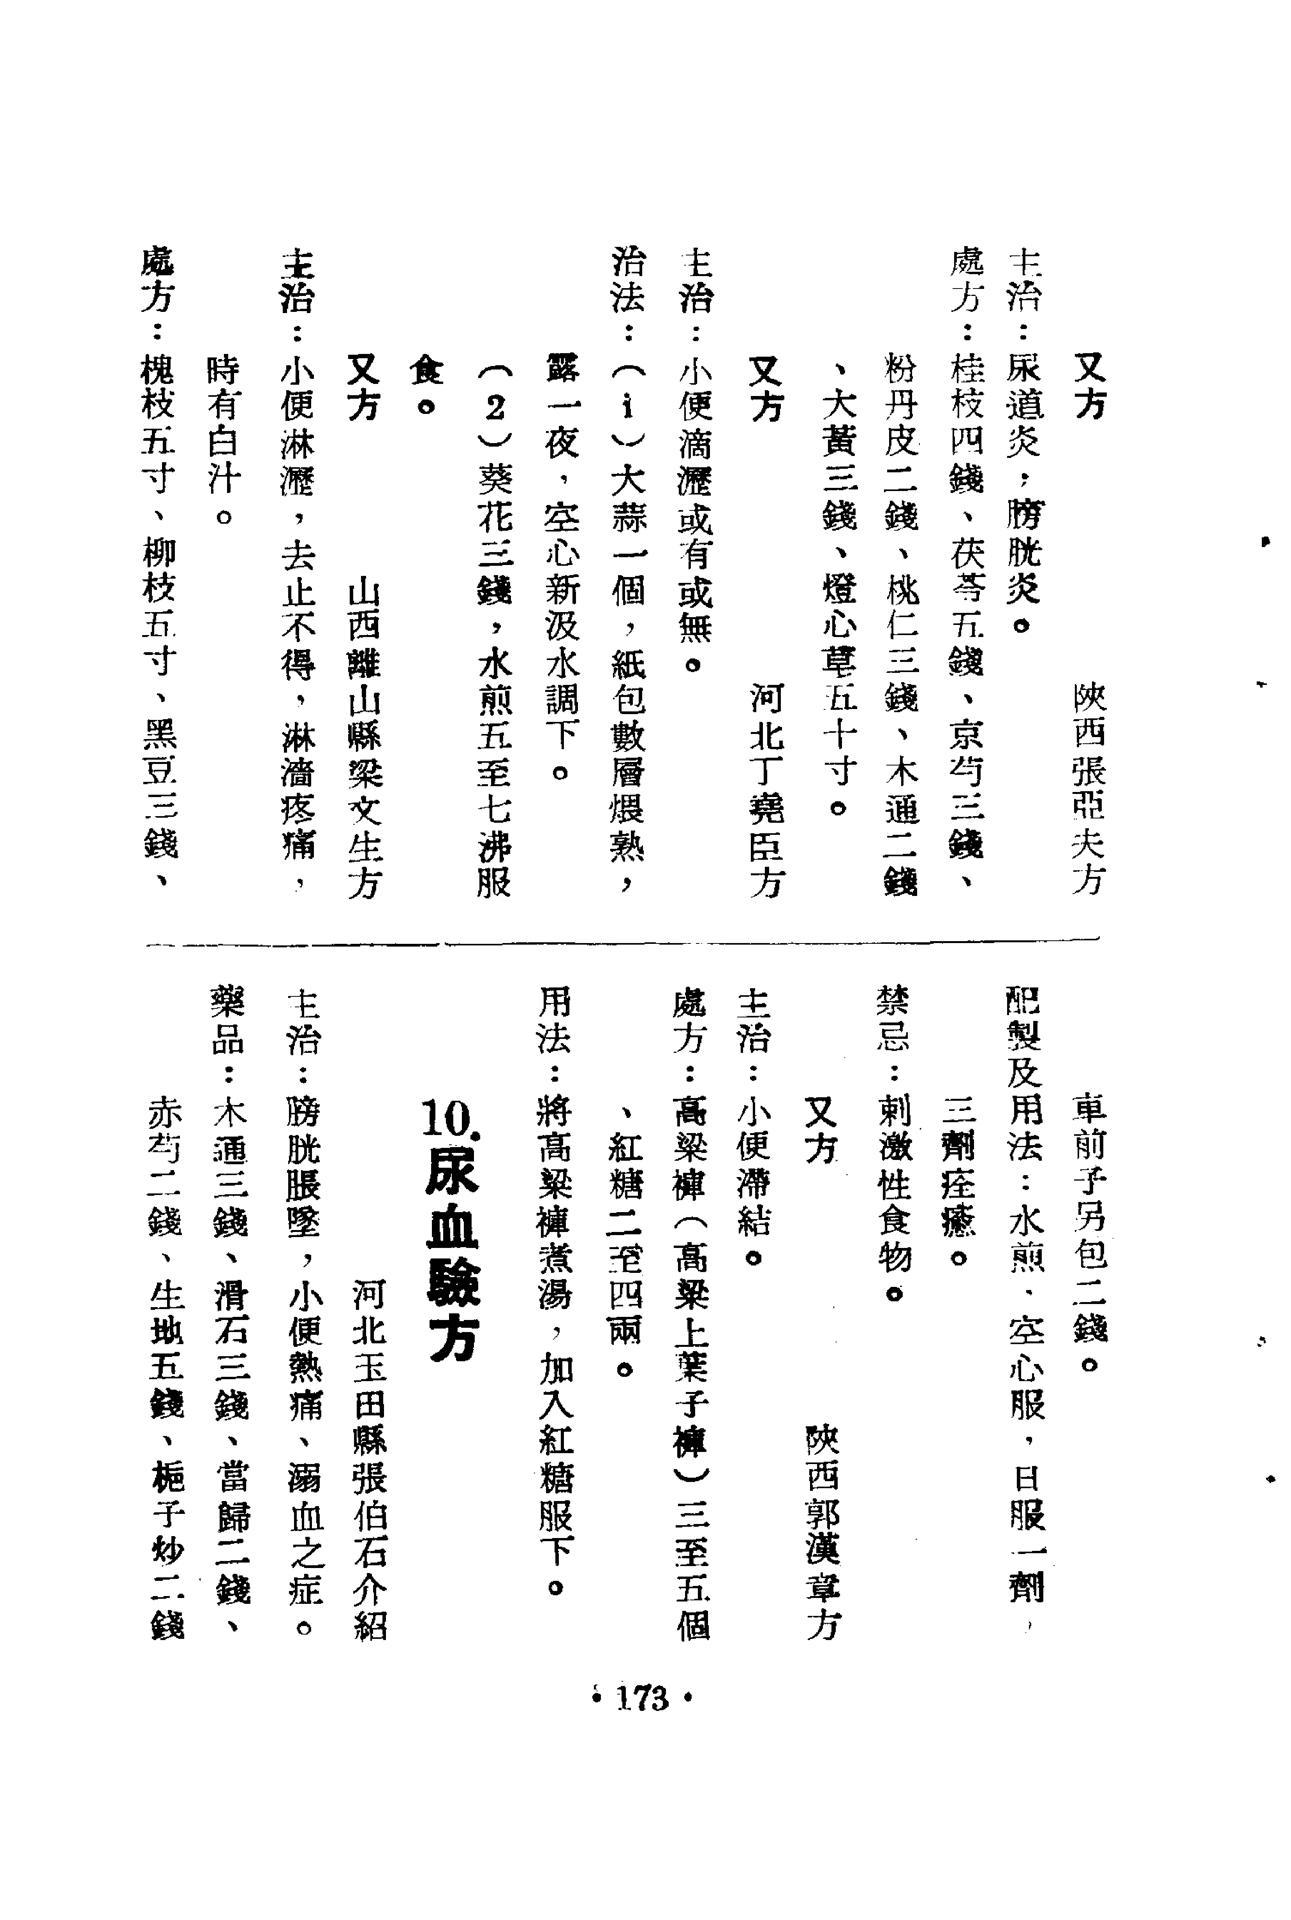 又方　陝西張亞夫方
主治：尿道炎，膀胱炎。
處方：桂枝四錢、茯苓五錢、京芍三錢、
粉丹皮二錢、桃仁三錢、木通二錢
、大黃三錢、燈心草五十寸。
又方　河北丁堯臣方
主治：小便滴瀝或有或無。
治法：（i）大蒜一個，紙包數層煨熟，
露一夜，空心新汲水調下。
（2）葵花三錢，水煎五至七沸服
食。
又方　山西離山縣梁文生方
主治：小便淋瀝，去止不得，淋濇疼痛，
時有白汁。
處方：槐枝五寸、柳枝五寸、黑豆三錢、
車前子另包二錢。
配製及用法：水煎，空心服，日服一劑，
三劑痊癒。
禁忌：刺激性食物。
又方　陝西郭漢章方
主治：小便滯結。
處方：高梁褲（高梁上葉子褲）三至五個
、紅糖二至四兩。
用法：將高梁褲煮湯，加入紅糖服下。
10.尿血驗方
河北玉田縣張伯石介紹
主治：膀胱脹墜，小便熱痛、溺血之症。
藥品：木通三錢、滑石三錢、當歸二錢、
赤芍二錢、生地五錢、梔子炒二錢
·173·